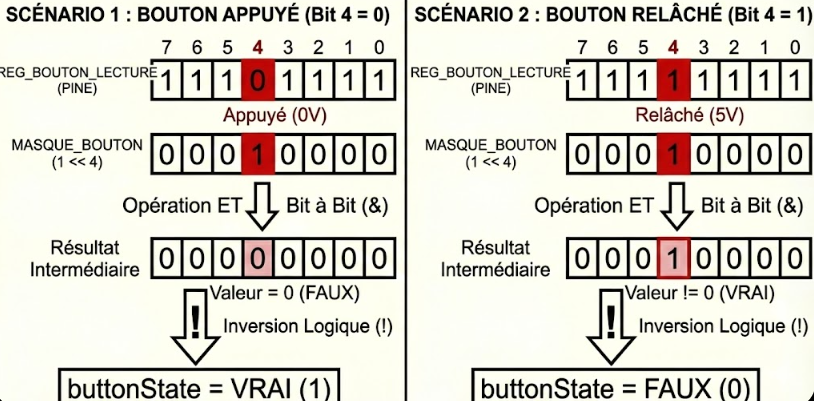 SCÉNARIO 1 : BOUTON APPUYÉ (Bit 4 = 0)
7 6 5 4 3 2 1 0
REG_BOUTON_LECTURE
(PINE)
1 1 1 0 1 1 1 1
Appuyé (0V)
MASQUE_BOUTON
(1 << 4)
0 0 0 1 0 0 0 0
Opération ET Bit à Bit (&)
Résultat
Intermédiaire
0 0 0 0 0 0 0 0
Valeur = 0 (FAUX)
! Inversion Logique (!)
buttonState = VRAI (1)
SCÉNARIO 2 : BOUTON RELÂCHÉ (Bit 4 = 1)
7 6 5 4 3 2 1 0
REG_BOUTON_LECTURE
(PINE)
1 1 1 1 1 1 1 1
Relâché (5V)
MASQUE_BOUTON
(1 << 4)
0 0 0 1 0 0 0 0
Opération ET Bit à Bit (&)
Résultat
Intermédiaire
0 0 0 1 0 0 0 0
Valeur != 0 (VRAI)
! Inversion Logique (!)
buttonState = FAUX (0)